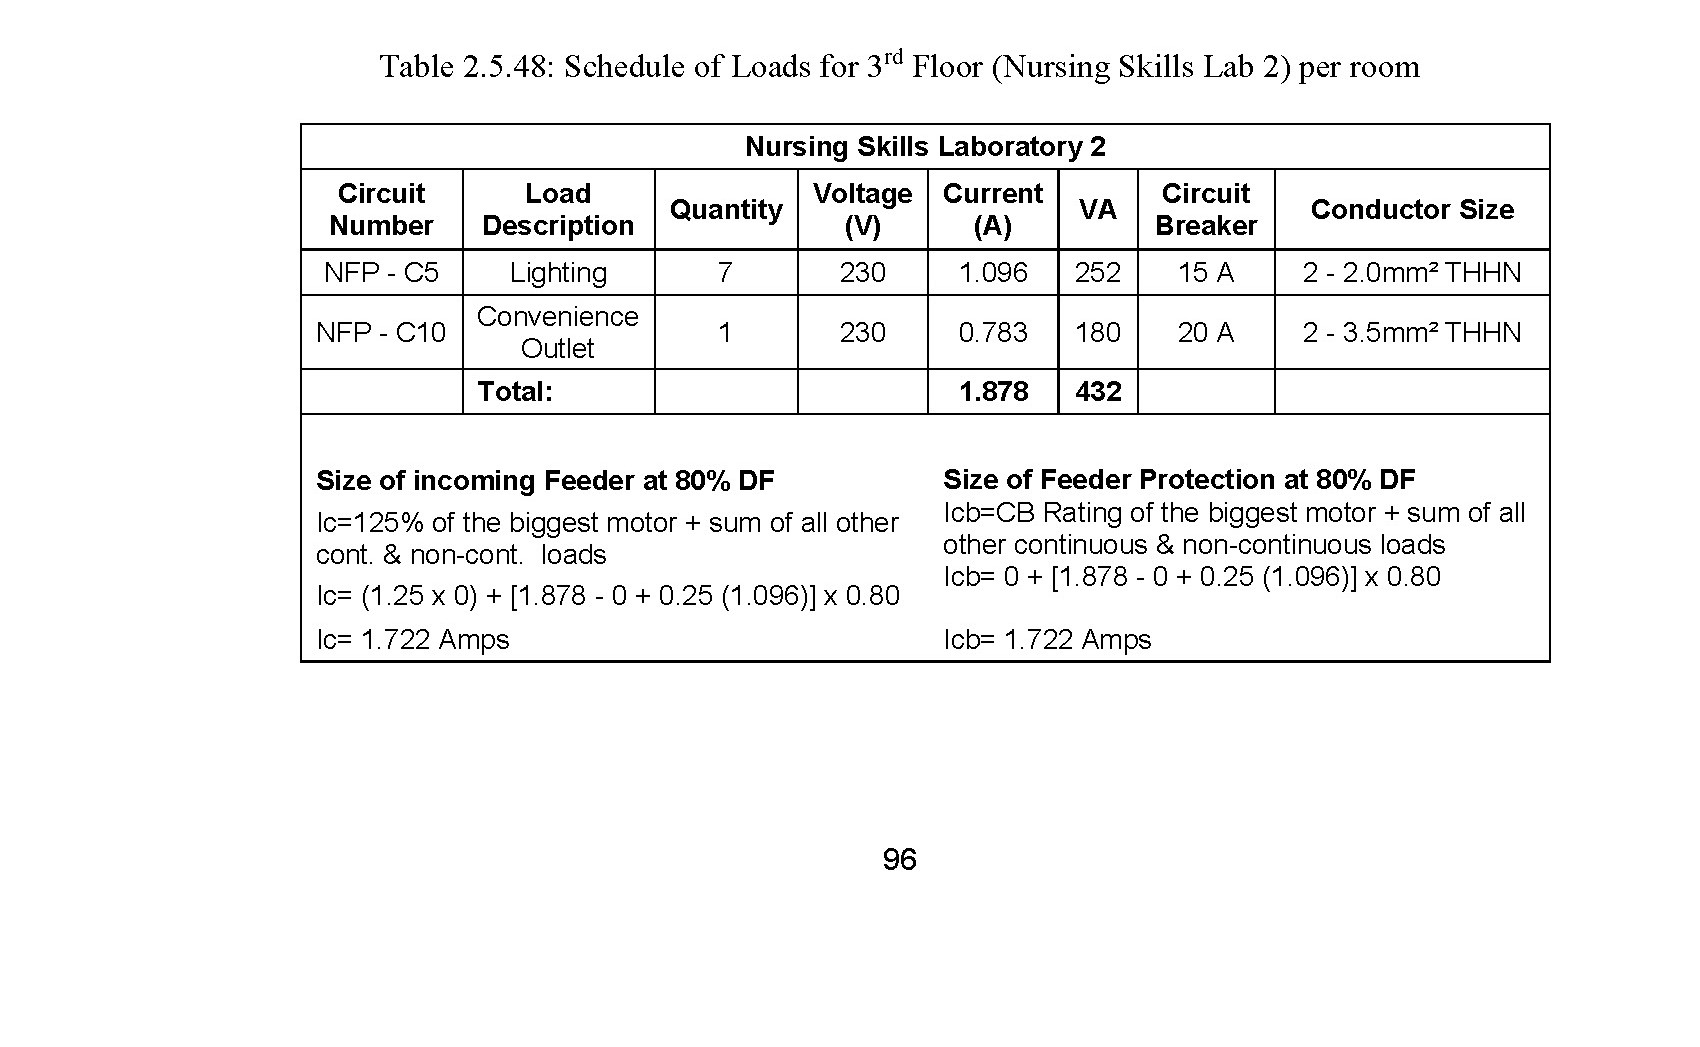 Table 2.5.48: Schedule of Loads for 3rd Floor (Nursing Skills Lab 2) per room
Nursing Skills Laboratory 2
Circuit Number Load Description Quantity Voltage (V) Current (A) VA Circuit Breaker Conductor Size
NFP - C5 Lighting 7 230 1.096 252 15 A 2 - 2.0mm² THHN
NFP - C10 Convenience Outlet 1 230 0.783 180 20 A 2 - 3.5mm² THHN
Total: 1.878 432
Size of incoming Feeder at 80% DF
Ic=125% of the biggest motor + sum of all other
cont. & non-cont. loads
Ic= (1.25 x 0) + [1.878 - 0 + 0.25 (1.096)] x 0.80
Ic= 1.722 Amps
Size of Feeder Protection at 80% DF
Icb=CB Rating of the biggest motor + sum of all
other continuous & non-continuous loads
Icb= 0 + [1.878 - 0 + 0.25 (1.096)] x 0.80
Icb= 1.722 Amps
96